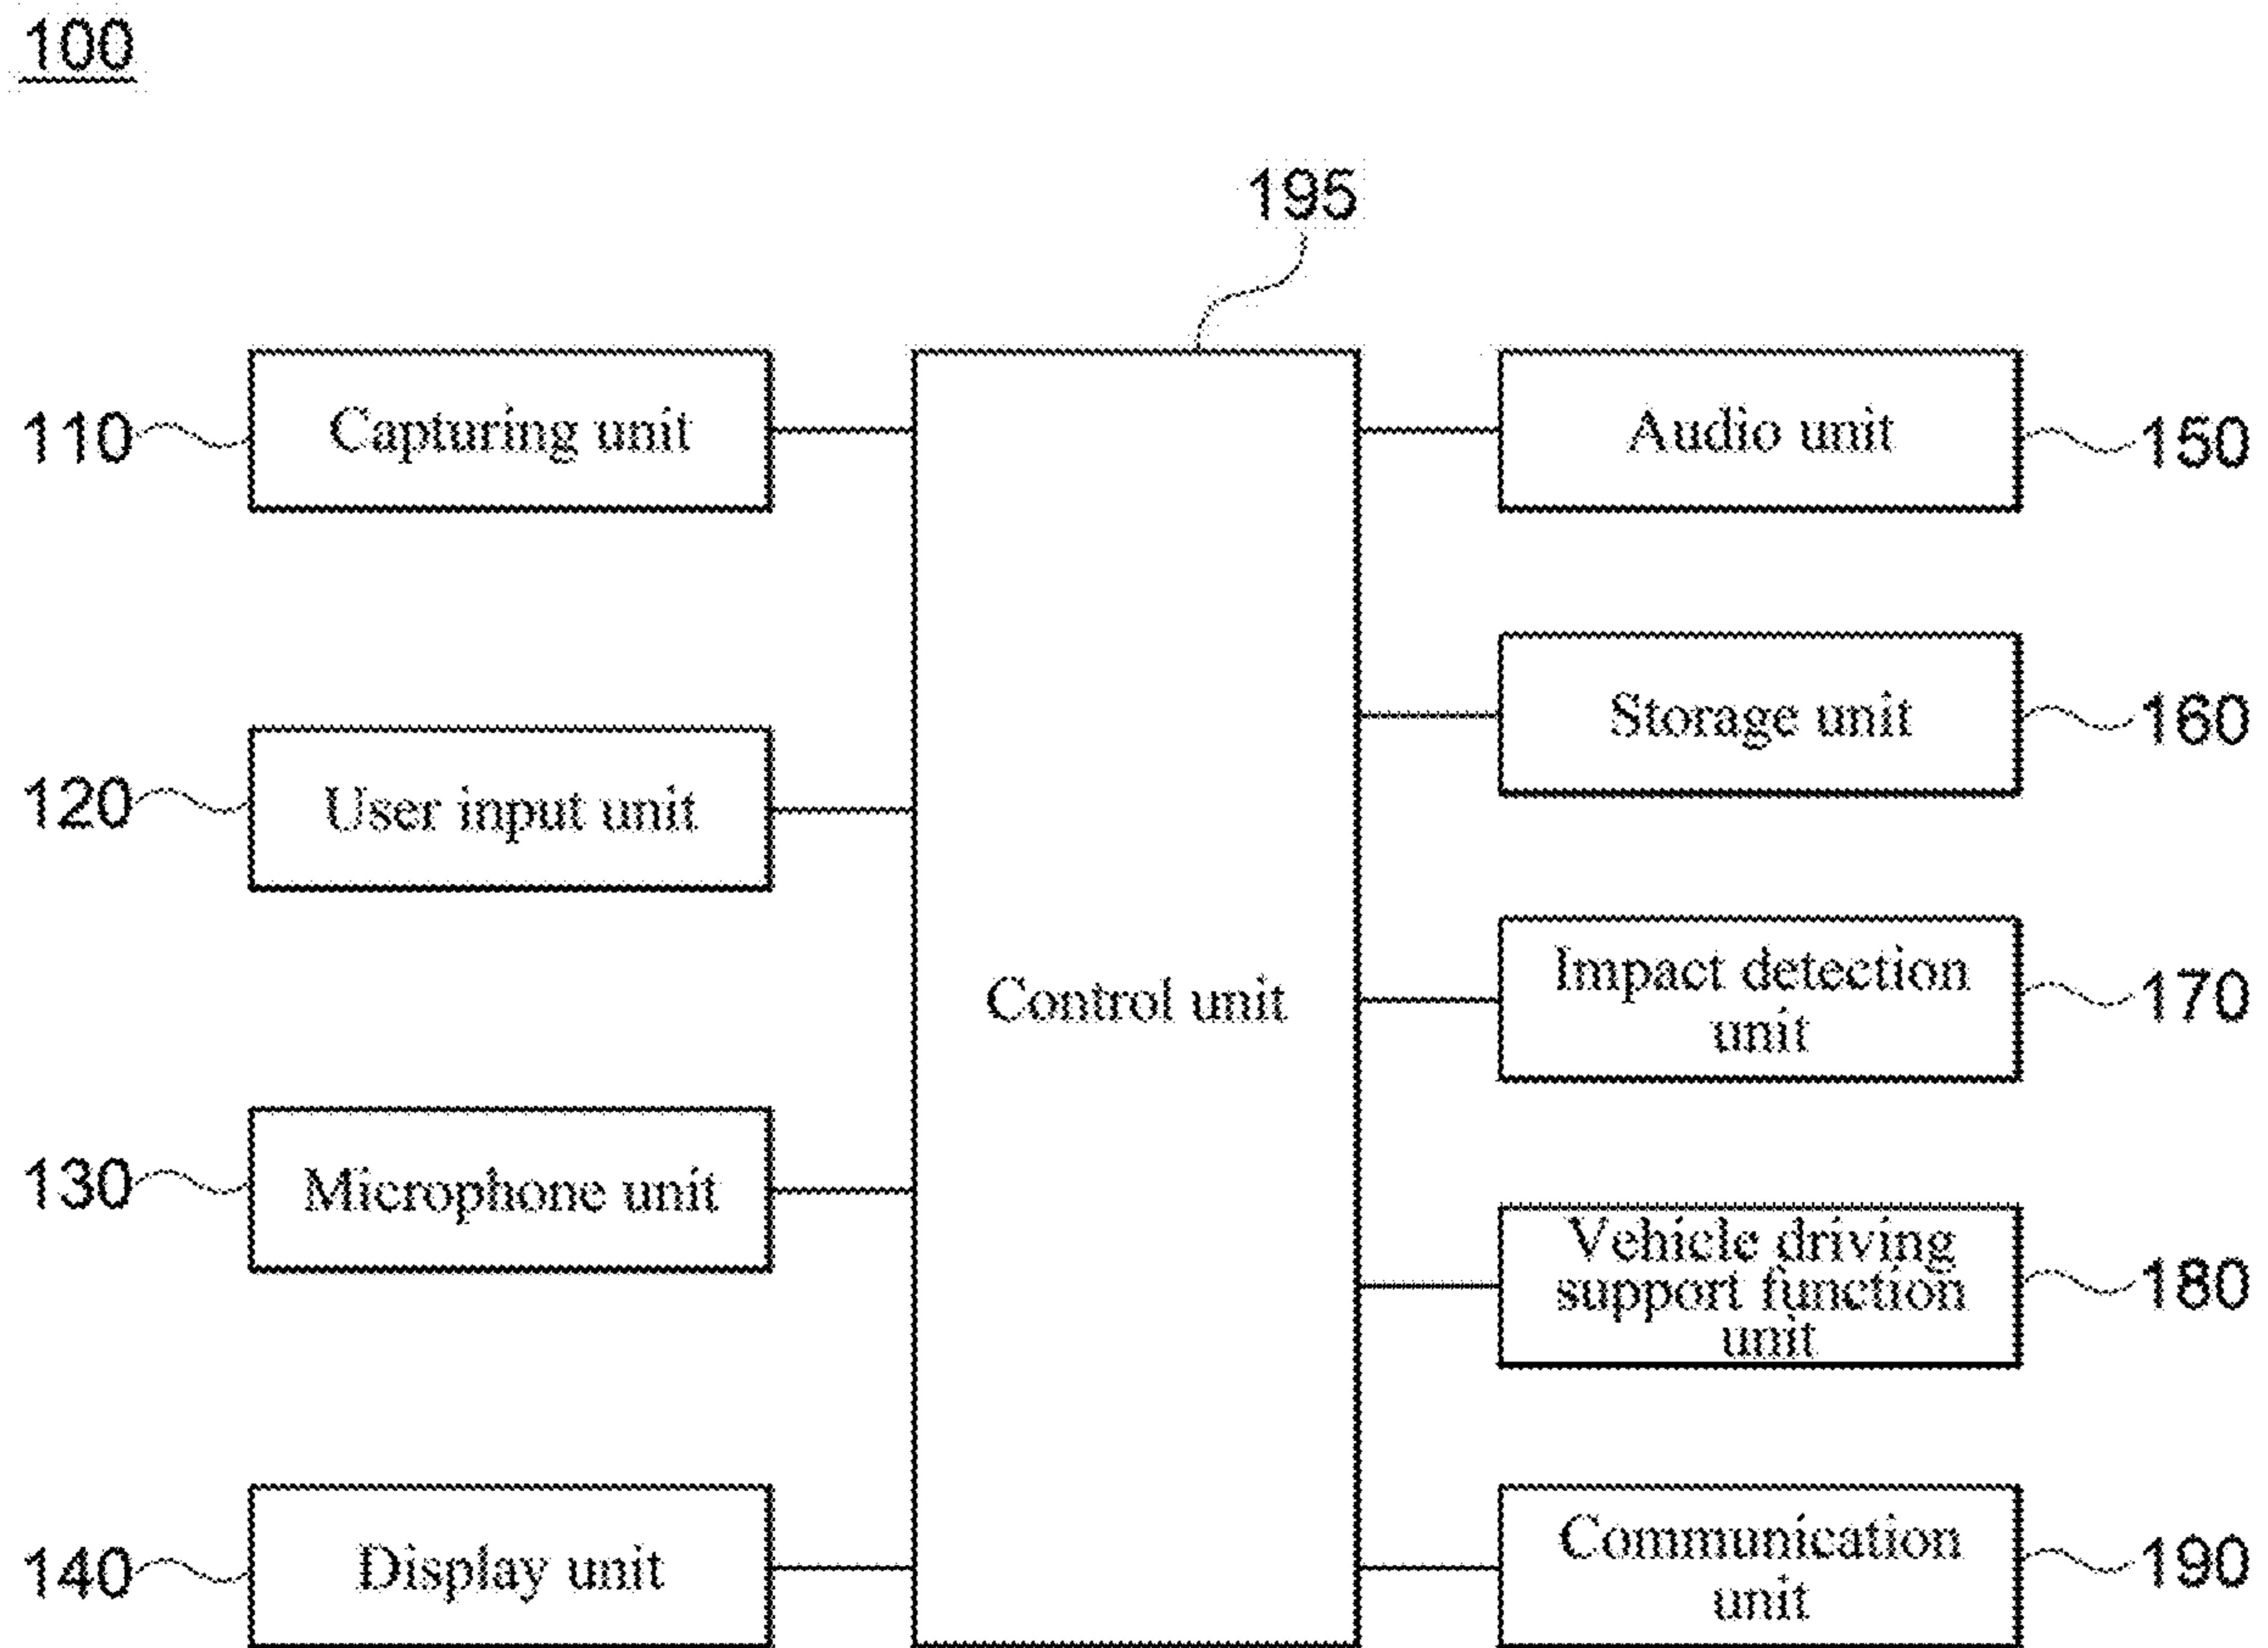 100
195
110
Capturing unit
Audio unit
150
Storage unit
160
120
User input unit
Control unit
Impact detection
unit
170
130
Microphone unit
Vehicle driving
support function
unit
180
140
Display unit
Communication
unit
190